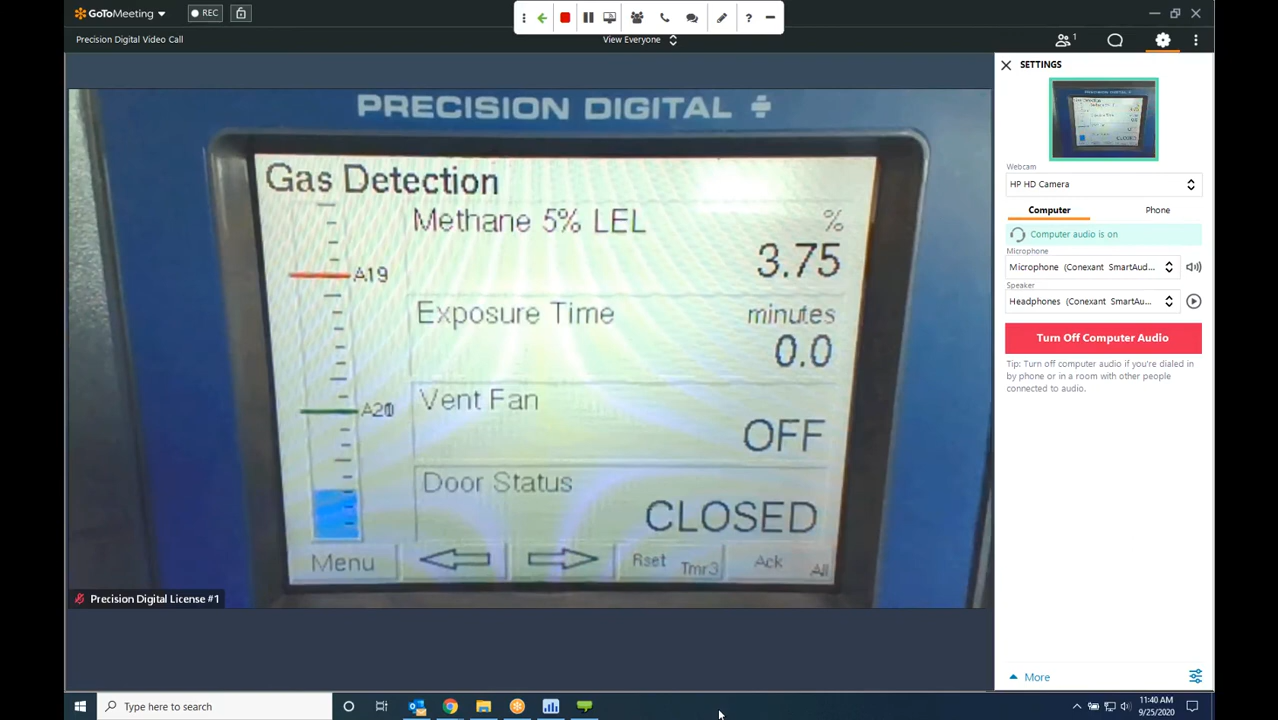 GoToMeeting
REC
Precision Digital Video Call
View Everyone
1
PRECISION DIGITAL
Gas Detection
Methane 5% LEL
%
3.75
A19
Exposure Time
minutes
0.0
Vent Fan
OFF
Door Status
CLOSED
Menu
Rset Tmr3
Ack All
Precision Digital License #1
SETTINGS
Webcam
HP HD Camera
Computer Phone
Computer audio is on
Microphone
Microphone (Conexant SmartAud...
Speaker
Headphones (Conexant SmartAu...
Turn Off Computer Audio
Tip: Turn off computer audio if you're dialed in
by phone or in a room with other people
connected to audio.
More
Type here to search
11:40 AM
9/25/2020